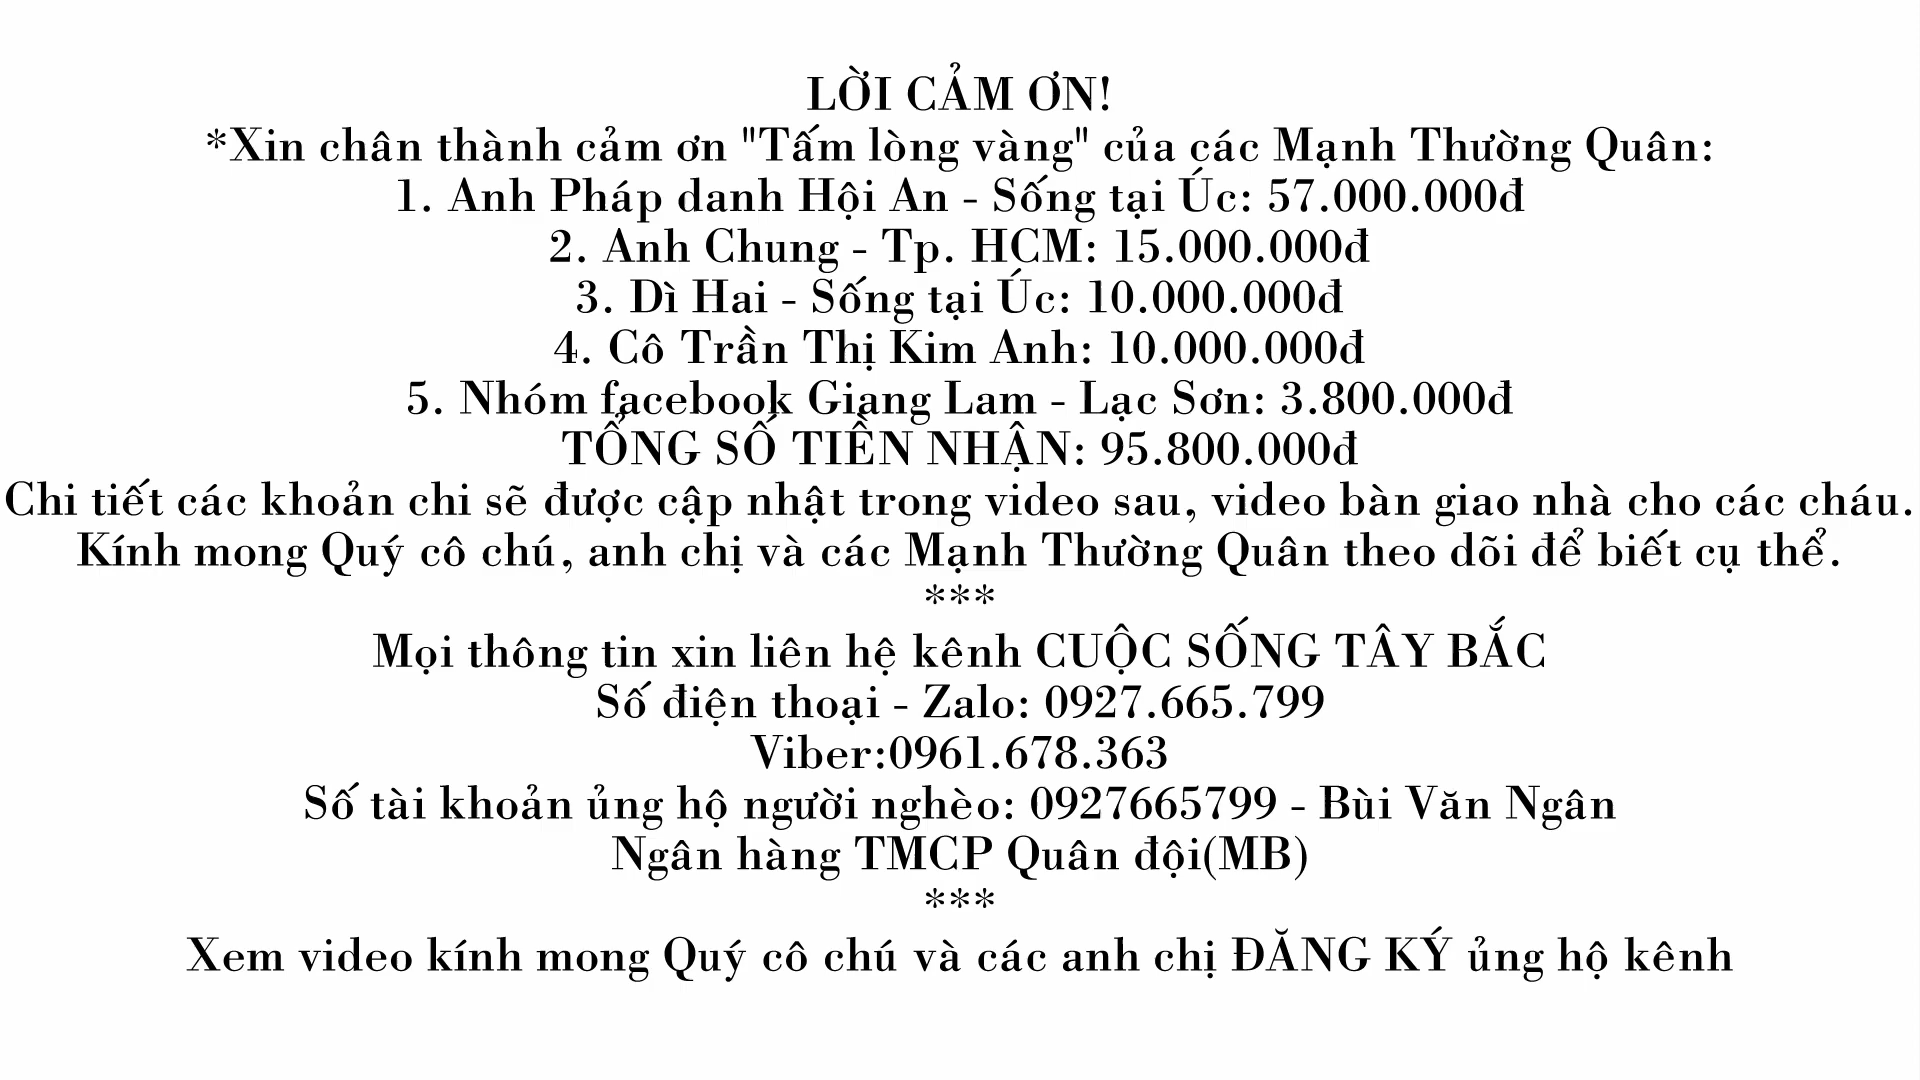 LỜI CẢM ƠN!
*Xin chân thành cảm ơn "Tấm lòng vàng" của các Mạnh Thường Quân:
1. Anh Pháp danh Hội An - Sống tại Úc: 57.000.000đ
2. Anh Chung - Tp. HCM: 15.000.000đ
3. Dì Hai - Sống tại Úc: 10.000.000đ
4. Cô Trần Thị Kim Anh: 10.000.000đ
5. Nhóm facebook Giang Lam - Lạc Sơn: 3.800.000đ
TỔNG SỐ TIỀN NHẬN: 95.800.000đ
Chi tiết các khoản chi sẽ được cập nhật trong video sau, video bàn giao nhà cho các cháu.
Kính mong Quý cô chú, anh chị và các Mạnh Thường Quân theo dõi để biết cụ thể.
***
Mọi thông tin xin liên hệ kênh CUỘC SỐNG TÂY BẮC
Số điện thoại - Zalo: 0927.665.799
Viber:0961.678.363
Số tài khoản ủng hộ người nghèo: 0927665799 - Bùi Văn Ngân
Ngân hàng TMCP Quân đội(MB)
***
Xem video kính mong Quý cô chú và các anh chị ĐĂNG KÝ ủng hộ kênh